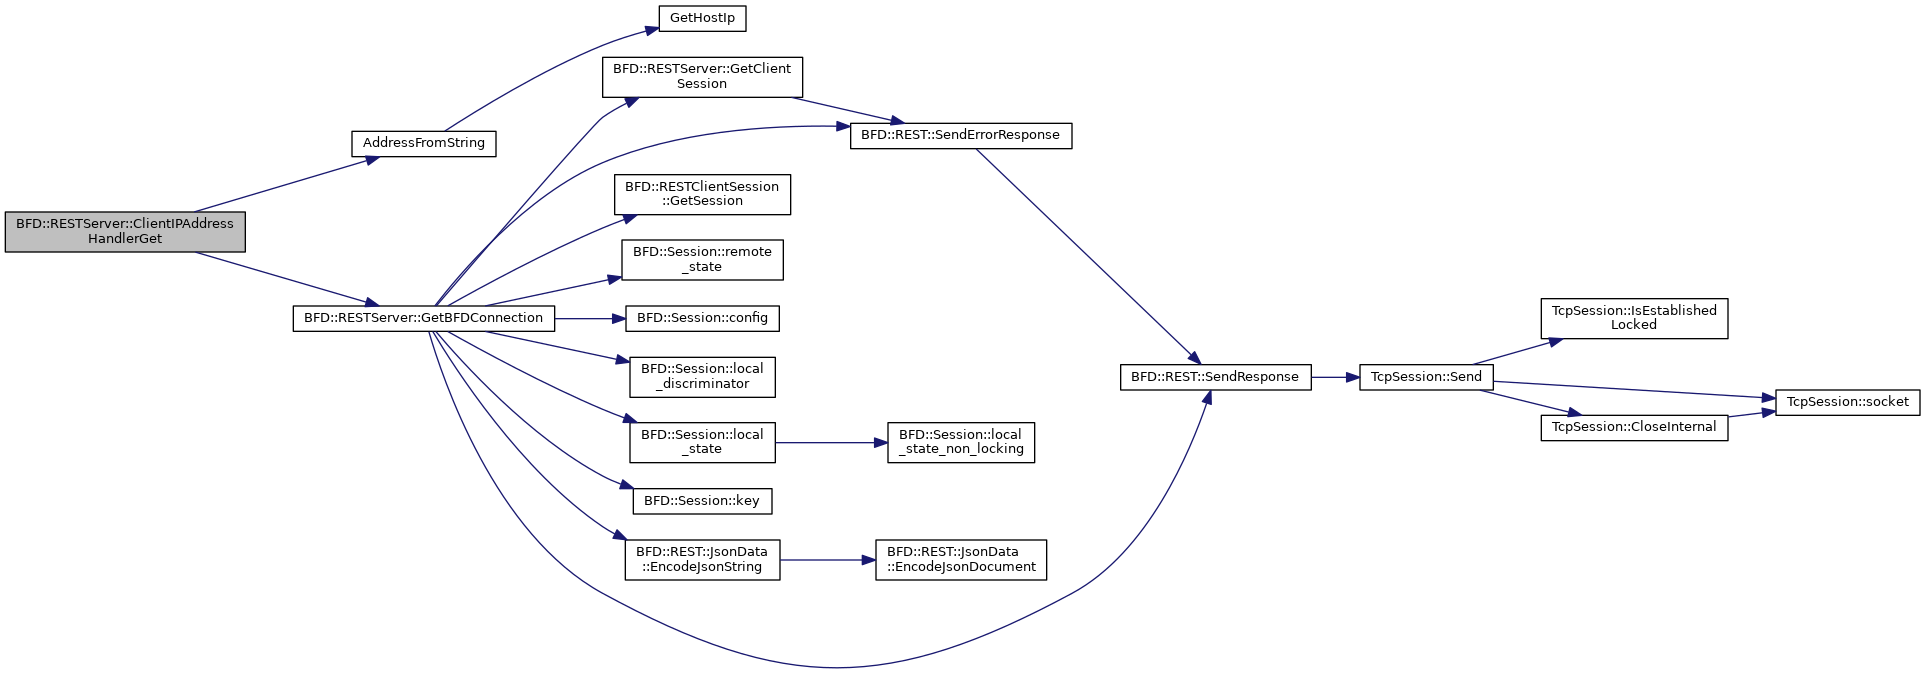 GetHostIp
BFD::RESTServer::GetClient
Session
AddressFromString
BFD::REST::SendErrorResponse
BFD::RESTClientSession
::GetSession
BFD::RESTServer::ClientIPAddress
HandlerGet
BFD::Session::remote
_state
BFD::RESTServer::GetBFDConnection
BFD::Session::config
TcpSession::IsEstablished
Locked
BFD::Session::local
_discriminator
BFD::REST::SendResponse
TcpSession::Send
TcpSession::socket
TcpSession::CloseInternal
BFD::Session::local
_state
BFD::Session::local
_state_non_locking
BFD::Session::key
BFD::REST::JsonData
::EncodeJsonString
BFD::REST::JsonData
::EncodeJsonDocument